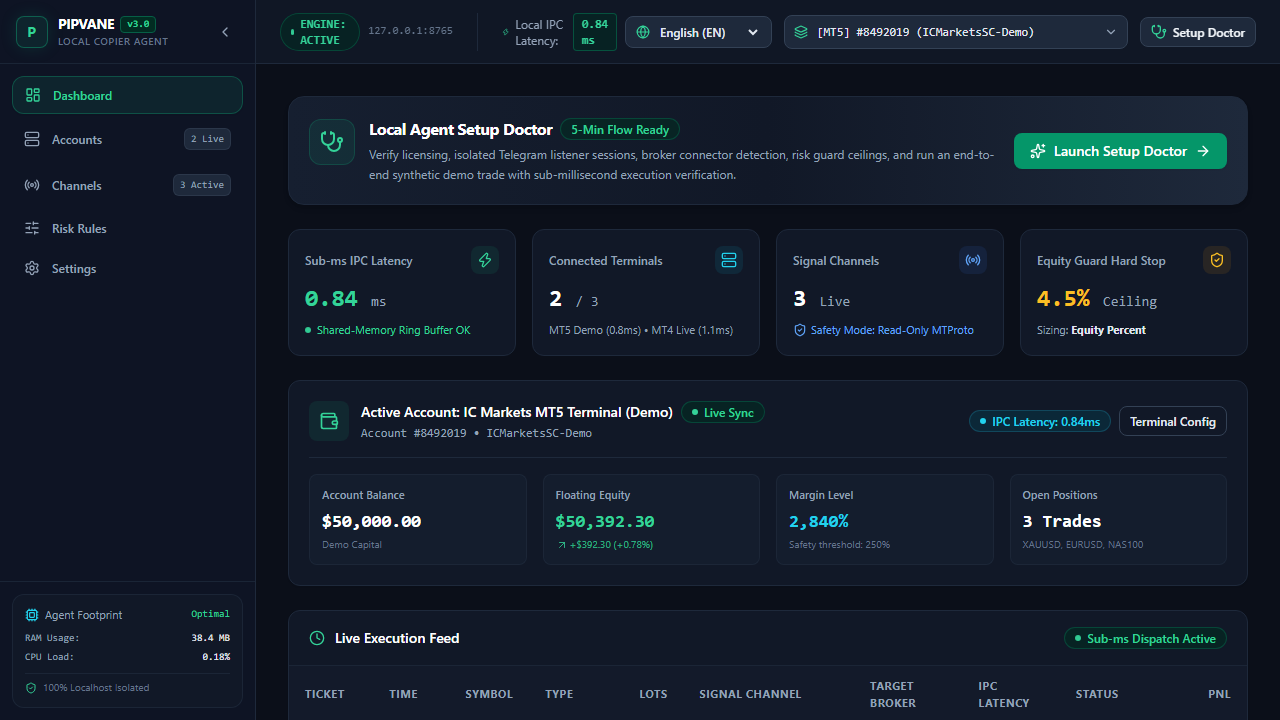 P
PIPVANE v3.0
LOCAL COPIER AGENT
ENGINE: ACTIVE
127.0.0.1:8765
Local IPC Latency:
0.84 ms
English (EN)
[MT5] #8492019 (ICMarketsSC-Demo)
Setup Doctor
Dashboard
Accounts 2 Live
Channels 3 Active
Risk Rules
Settings
Agent Footprint Optimal
RAM Usage: 38.4 MB
CPU Load: 0.18%
100% Localhost Isolated
Local Agent Setup Doctor 5-Min Flow Ready
Verify licensing, isolated Telegram listener sessions, broker connector detection, risk guard ceilings, and run an end-to-
end synthetic demo trade with sub-millisecond execution verification.
Launch Setup Doctor
Sub-ms IPC Latency
0.84 ms
Shared-Memory Ring Buffer OK
Connected Terminals
2 / 3
MT5 Demo (0.8ms) • MT4 Live (1.1ms)
Signal Channels
3 Live
Safety Mode: Read-Only MTProto
Equity Guard Hard Stop
4.5% Ceiling
Sizing: Equity Percent
Active Account: IC Markets MT5 Terminal (Demo) Live Sync
Account #8492019 • ICMarketsSC-Demo
IPC Latency: 0.84ms
Terminal Config
Account Balance
$50,000.00
Demo Capital
Floating Equity
$50,392.30
+$392.30 (+0.78%)
Margin Level
2,840%
Safety threshold: 250%
Open Positions
3 Trades
XAUUSD, EURUSD, NAS100
Live Execution Feed
Sub-ms Dispatch Active
TICKET TIME SYMBOL TYPE LOTS SIGNAL CHANNEL TARGET BROKER IPC LATENCY STATUS PNL